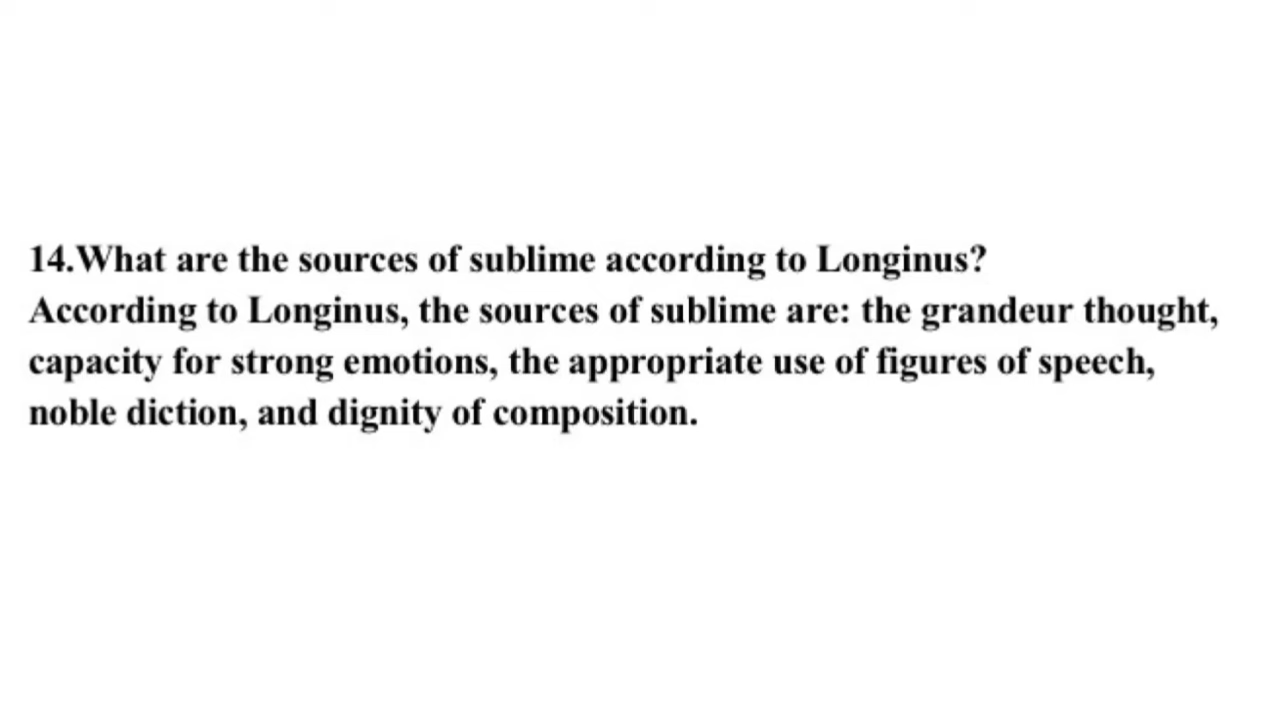 14.What are the sources of sublime according to Longinus?
According to Longinus, the sources of sublime are: the grandeur thought,
capacity for strong emotions, the appropriate use of figures of speech,
noble diction, and dignity of composition.